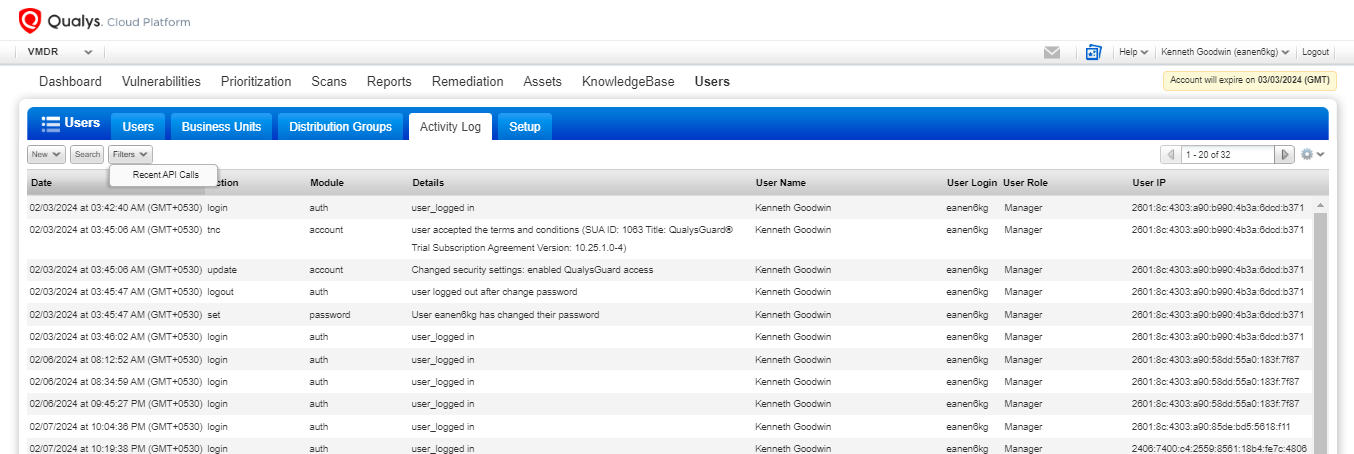 Qualys. Cloud Platform
VMDR Help Kenneth Goodwin (eanen6kg) Logout
Dashboard Vulnerabilities Prioritization Scans Reports Remediation Assets KnowledgeBase Users Account will expire on 03/03/2024 (GMT)
Users Users Business Units Distribution Groups Activity Log Setup
New Search Filters 1 - 20 of 32
Recent API Calls
Date ction Module Details User Name User Login User Role User IP
02/03/2024 at 03:42:40 AM (GMT+0530) login auth user_logged in Kenneth Goodwin eanen6kg Manager 2601:8c:4303:a90:b990:4b3a:6dcd:b371
02/03/2024 at 03:45:06 AM (GMT+0530) tnc account user accepted the terms and conditions (SUA ID: 1063 Title: QualysGuard® Kenneth Goodwin eanen6kg Manager 2601:8c:4303:a90:b990:4b3a:6dcd:b371
Trial Subscription Agreement Version: 10.25.1.0-4)
02/03/2024 at 03:45:06 AM (GMT+0530) update account Changed security settings: enabled QualysGuard access Kenneth Goodwin eanen6kg Manager 2601:8c:4303:a90:b990:4b3a:6dcd:b371
02/03/2024 at 03:45:47 AM (GMT+0530) logout auth user logged out after change password Kenneth Goodwin eanen6kg Manager 2601:8c:4303:a90:b990:4b3a:6dcd:b371
02/03/2024 at 03:45:47 AM (GMT+0530) set password User eanen6kg has changed their password Kenneth Goodwin eanen6kg Manager 2601:8c:4303:a90:b990:4b3a:6dcd:b371
02/03/2024 at 03:46:02 AM (GMT+0530) login auth user_logged in Kenneth Goodwin eanen6kg Manager 2601:8c:4303:a90:b990:4b3a:6dcd:b371
02/06/2024 at 08:12:52 AM (GMT+0530) login auth user_logged in Kenneth Goodwin eanen6kg Manager 2601:8c:4303:a90:58dd:55a0:183f:7f87
02/06/2024 at 08:34:59 AM (GMT+0530) login auth user_logged in Kenneth Goodwin eanen6kg Manager 2601:8c:4303:a90:58dd:55a0:183f:7f87
02/06/2024 at 09:45:27 PM (GMT+0530) login auth user_logged in Kenneth Goodwin eanen6kg Manager 2601:8c:4303:a90:58dd:55a0:183f:7f87
02/07/2024 at 10:04:36 PM (GMT+0530) login auth user_logged in Kenneth Goodwin eanen6kg Manager 2601:8c:4303:a90:85de:bd5:5618:f11
02/07/2024 at 10:19:38 PM (GMT+0530) login auth user_logged in Kenneth Goodwin eanen6kg Manager 2406:7400:c4:2559:8561:18b4:fe7c:4806